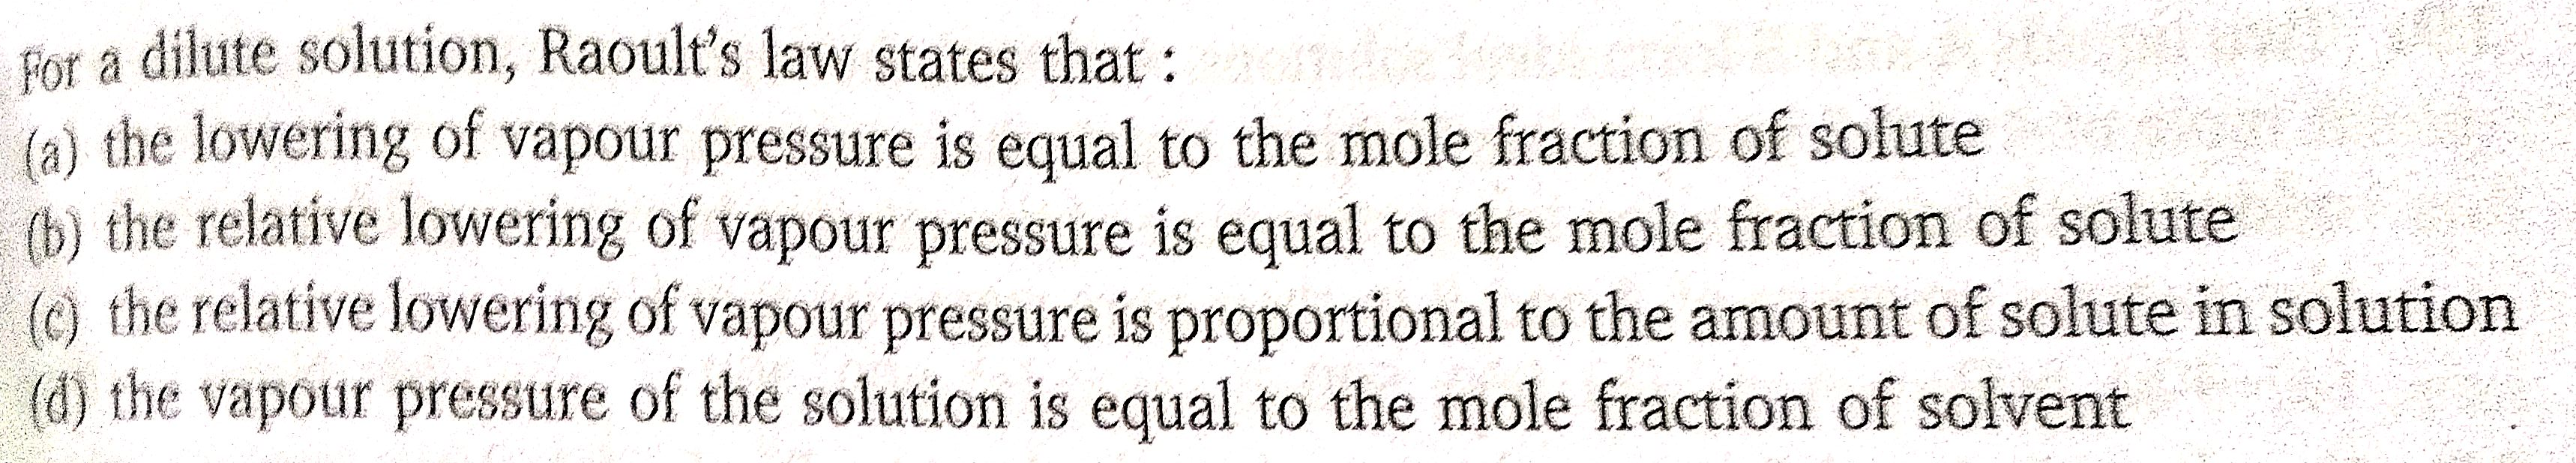 For a dilute solution, Raoult's law states that :
(a) the lowering of vapour pressure is equal to the mole fraction of solute
(b) the relative lowering of vapour pressure is equal to the mole fraction of solute
(c) the relative lowering of vapour pressure is proportional to the amount of solute in solution
(d) the vapour pressure of the solution is equal to the mole fraction of solvent